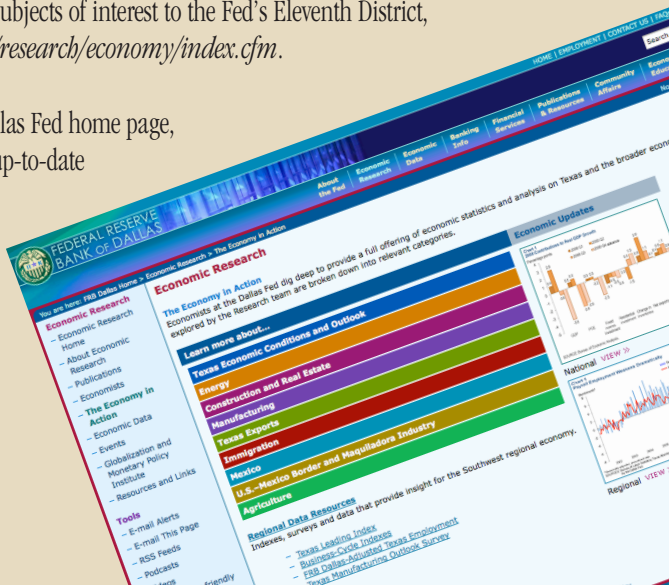 ubjects of interest to the Fed's Eleventh District,
/research/economy/index.cfm.
las Fed home page,
up-to-date
HOME | EMPLOYMENT | CONTACT US | FAQs
Search
About the Fed
Economic Research
Economic Data
Banking Info
Financial Services
Publications & Resources
Community Affairs
Econo
Educa
FEDERAL RESERVE
BANK OF DALLAS
You are here: FRB Dallas Home > Economic Research > The Economy in Action
Economic Research
– Economic Research
Home
– About Economic
Research
– Publications
– Economists
– The Economy in
Action
– Economic Data
– Events
– Globalization and
Monetary Policy
Institute
– Resources and Links
Tools
– E-mail Alerts
– E-mail This Page
– RSS Feeds
– Podcasts
friendly
Economic Research
The Economy in Action
Economists at the Dallas Fed dig deep to provide a full offering of economic statistics and analysis on Texas and the broader econo
explored by the Research team are broken down into relevant categories.
Learn more about...
Texas Economic Conditions and Outlook
Energy
Construction and Real Estate
Manufacturing
Texas Exports
Immigration
Mexico
U.S.–Mexico Border and Maquiladora Industry
Agriculture
Regional Data Resources
Indexes, surveys and data that provide insight for the Southwest regional economy.
– Texas Leading Index
– Business-Cycle Indexes
– FRB Dallas-Adjusted Texas Employment
– Texas Manufacturing Outlook Survey
Economic Updates
National VIEW >>
Payroll Employment Weakens Dramatically
Regional VIEW >